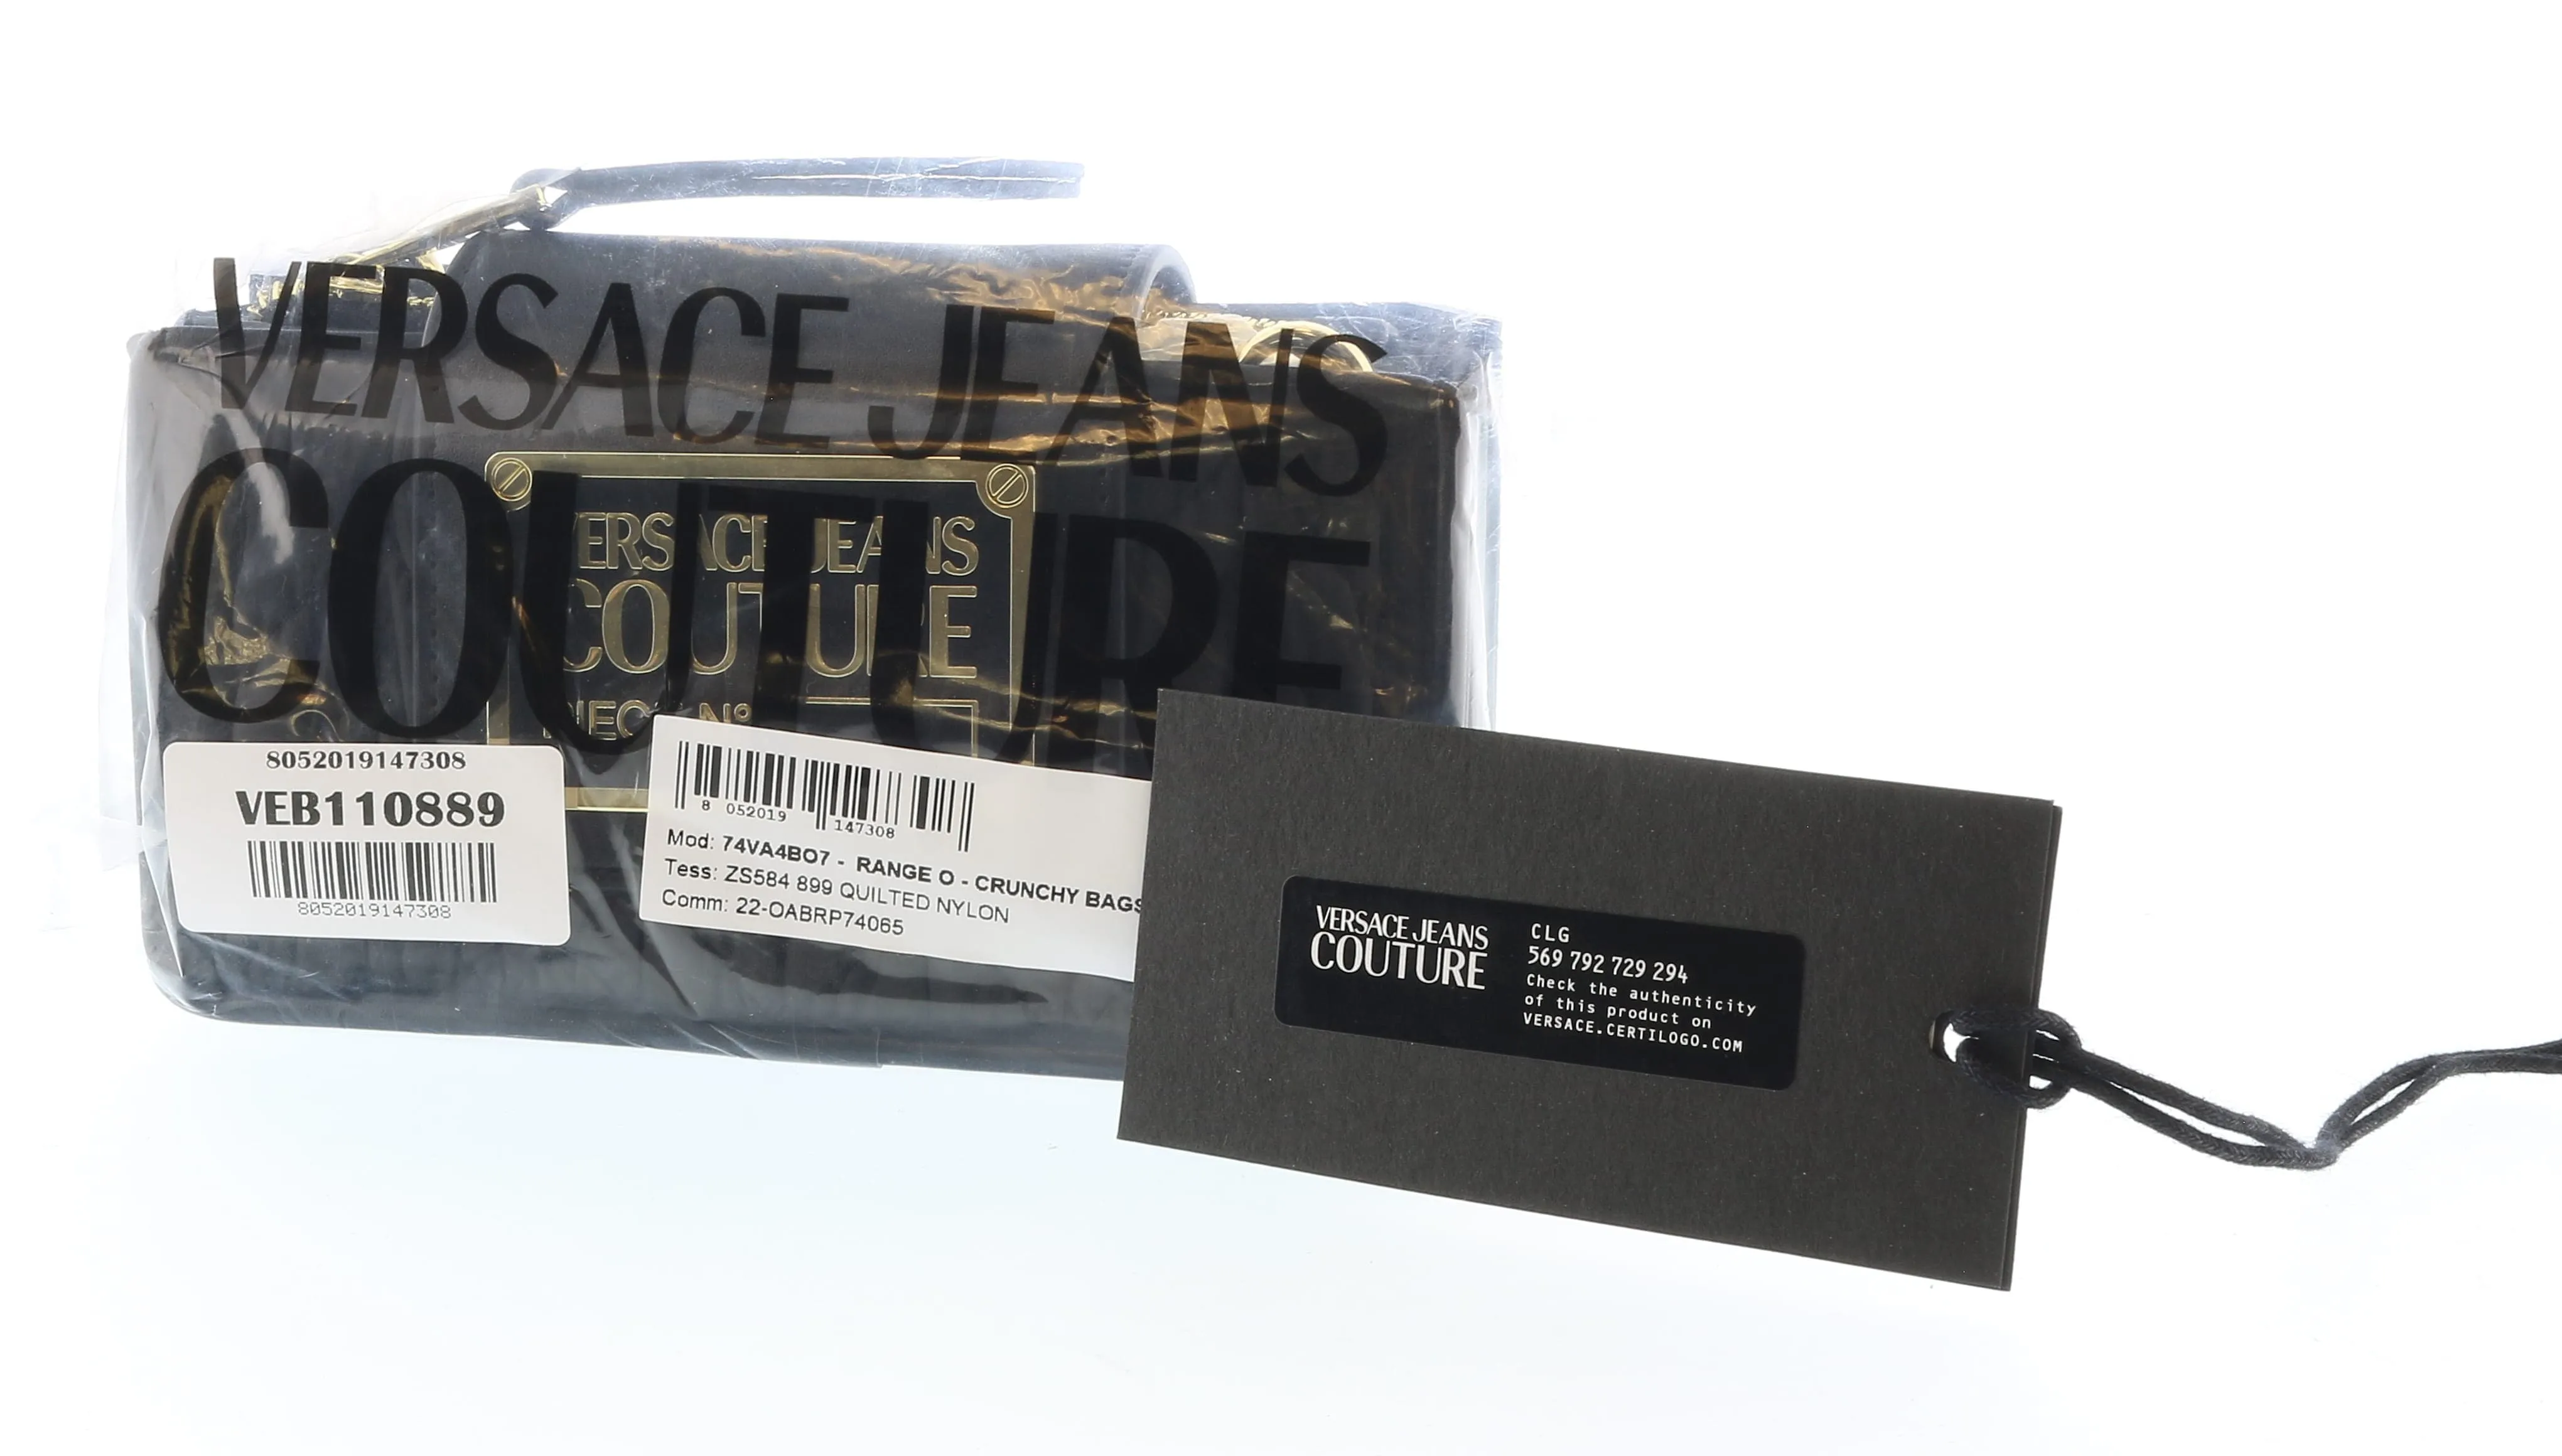 VERSACE JEANS
COUTURE
VERSACE JEANS
COUTURE
N°
8052019147308
VEB110889
8052019147308
8 052019 147308
Mod: 74VA4BO7 - RANGE O - CRUNCHY BAGS
Tess: ZS584 899 QUILTED NYLON
Comm: 22-OABRP74065
VERSACE JEANS
COUTURE
CLG
569 792 729 294
Check the authenticity
of this product on
VERSACE.CERTILOGO.COM